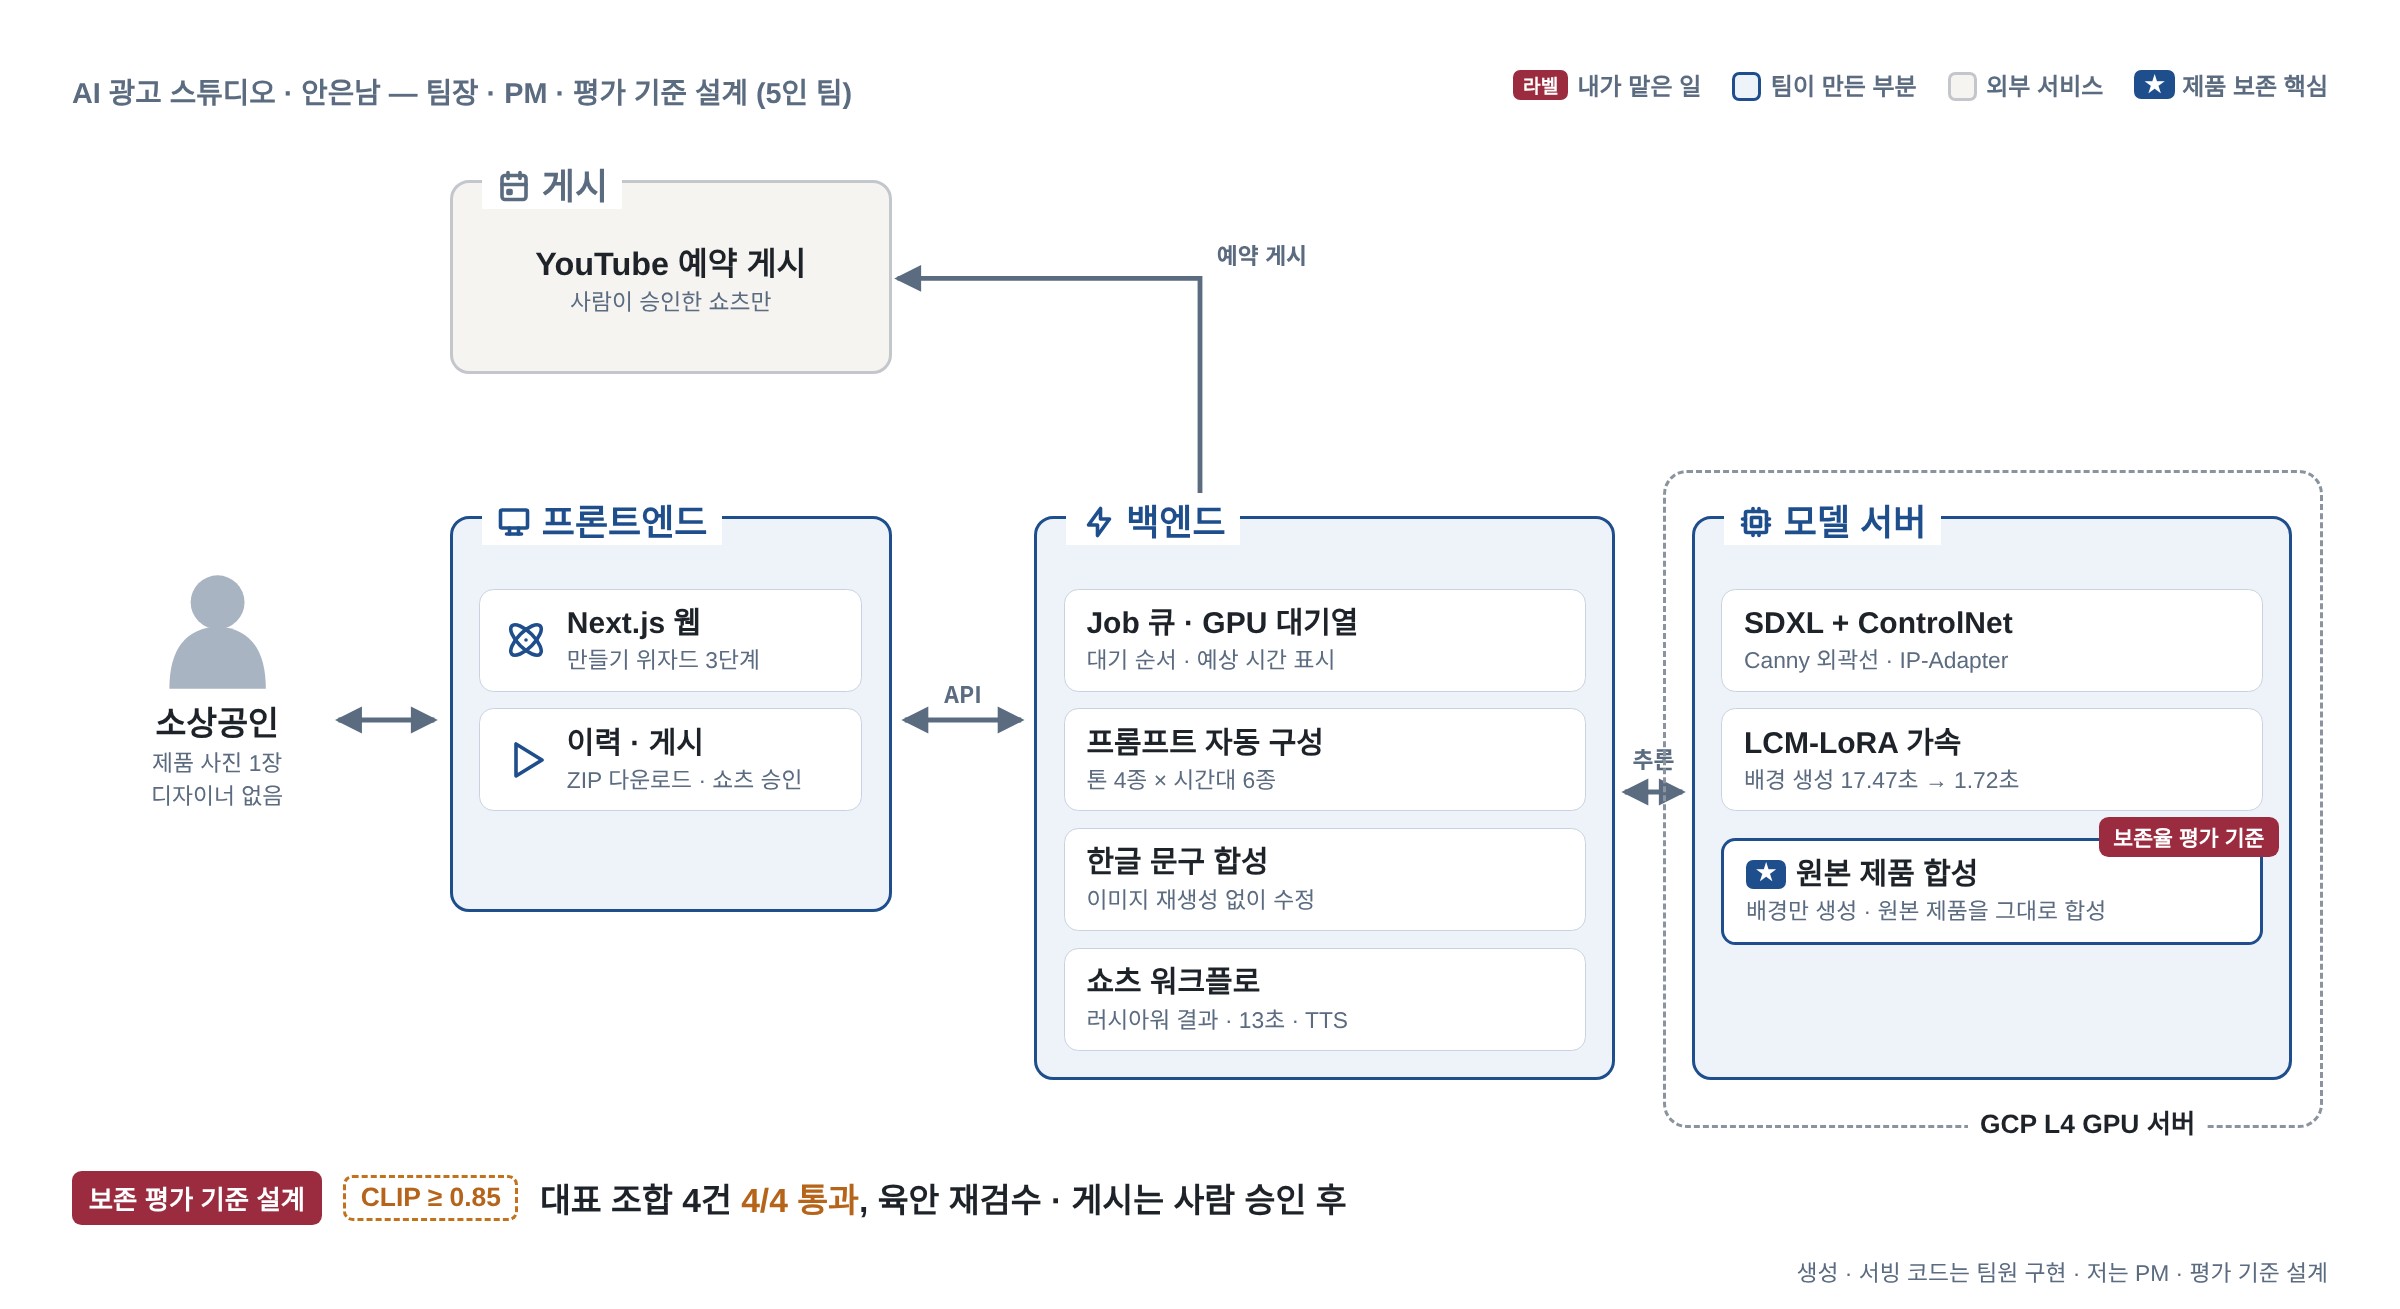 AI 광고 스튜디오 · 안은남 — 팀장 · PM · 평가 기준 설계 (5인 팀)
라벨 내가 맡은 일
팀이 만든 부분
외부 서비스
★ 제품 보존 핵심
게시
YouTube 예약 게시
사람이 승인한 쇼츠만
예약 게시
소상공인
제품 사진 1장
디자이너 없음
프론트엔드
Next.js 웹
만들기 위자드 3단계
이력 · 게시
ZIP 다운로드 · 쇼츠 승인
API
백엔드
Job 큐 · GPU 대기열
대기 순서 · 예상 시간 표시
프롬프트 자동 구성
톤 4종 × 시간대 6종
한글 문구 합성
이미지 재생성 없이 수정
쇼츠 워크플로
러시아워 결과 · 13초 · TTS
추론
모델 서버
SDXL + ControlNet
Canny 외곽선 · IP-Adapter
LCM-LoRA 가속
배경 생성 17.47초 → 1.72초
보존율 평가 기준
★ 원본 제품 합성
배경만 생성 · 원본 제품을 그대로 합성
GCP L4 GPU 서버
보존 평가 기준 설계 CLIP ≥ 0.85 대표 조합 4건 4/4 통과, 육안 재검수 · 게시는 사람 승인 후
생성 · 서빙 코드는 팀원 구현 · 저는 PM · 평가 기준 설계